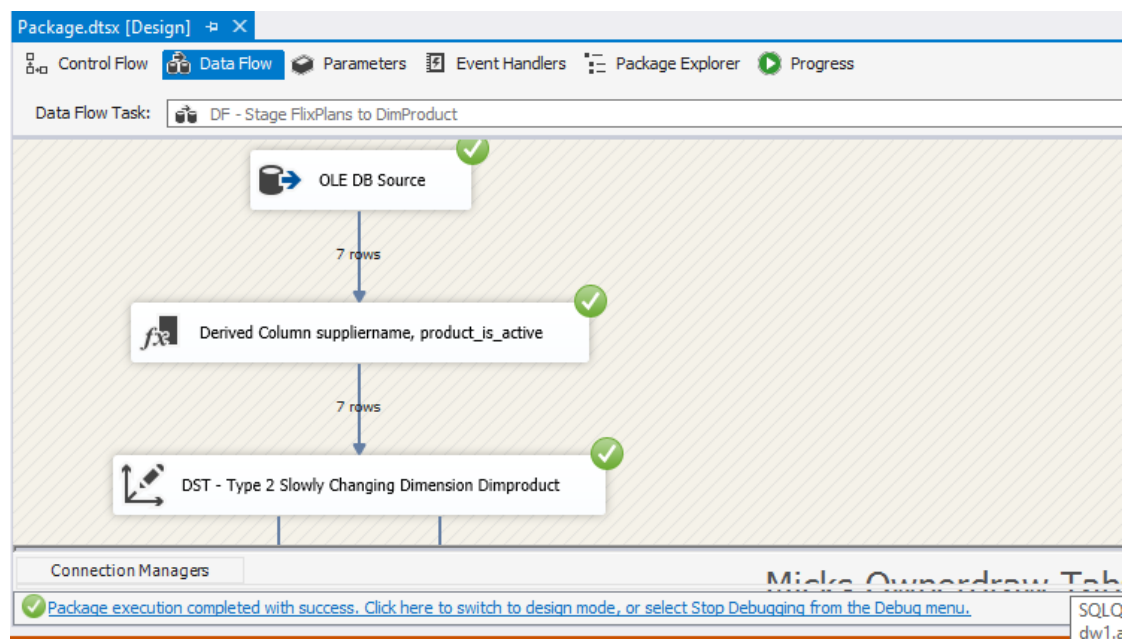 Package.dtsx [Design]
Control Flow Data Flow Parameters Event Handlers Package Explorer Progress
Data Flow Task: DF - Stage FlixPlans to DimProduct
OLE DB Source
7 rows
Derived Column suppliername, product_is_active
7 rows
DST - Type 2 Slowly Changing Dimension Dimproduct
Connection Managers
Package execution completed with success. Click here to switch to design mode, or select Stop Debugging from the Debug menu.